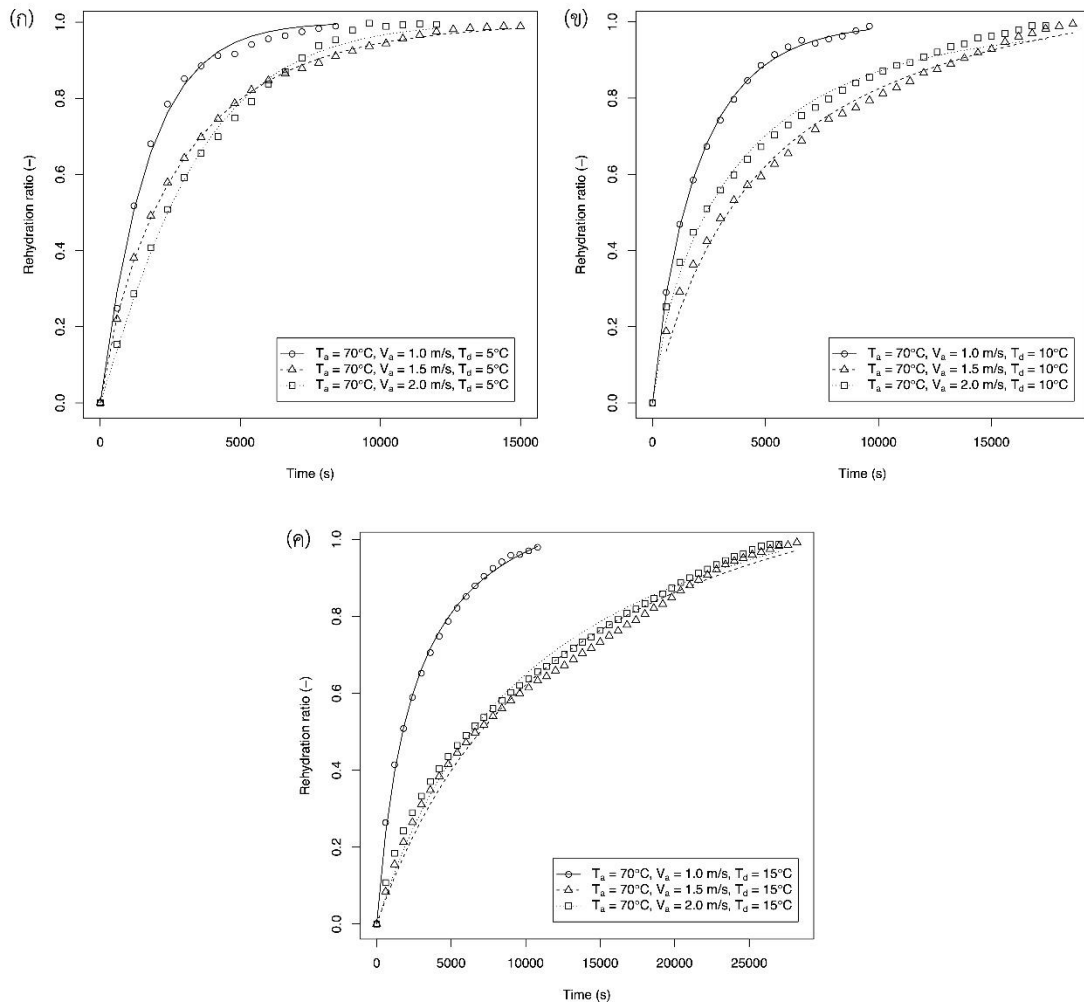 (ก)
Rehydration ratio (−)
1.0
0.8
0.6
0.4
0.2
0.0
Tₐ = 70°C, Vₐ = 1.0 m/s, T_d = 5°C
Tₐ = 70°C, Vₐ = 1.5 m/s, T_d = 5°C
Tₐ = 70°C, Vₐ = 2.0 m/s, T_d = 5°C
0 5000 10000 15000
Time (s)
(ข)
Rehydration ratio (−)
1.0
0.8
0.6
0.4
0.2
0.0
Tₐ = 70°C, Vₐ = 1.0 m/s, T_d = 10°C
Tₐ = 70°C, Vₐ = 1.5 m/s, T_d = 10°C
Tₐ = 70°C, Vₐ = 2.0 m/s, T_d = 10°C
0 5000 10000 15000
Time (s)
(ค)
Rehydration ratio (−)
1.0
0.8
0.6
0.4
0.2
0.0
Tₐ = 70°C, Vₐ = 1.0 m/s, T_d = 15°C
Tₐ = 70°C, Vₐ = 1.5 m/s, T_d = 15°C
Tₐ = 70°C, Vₐ = 2.0 m/s, T_d = 15°C
0 5000 10000 15000 20000 25000
Time (s)